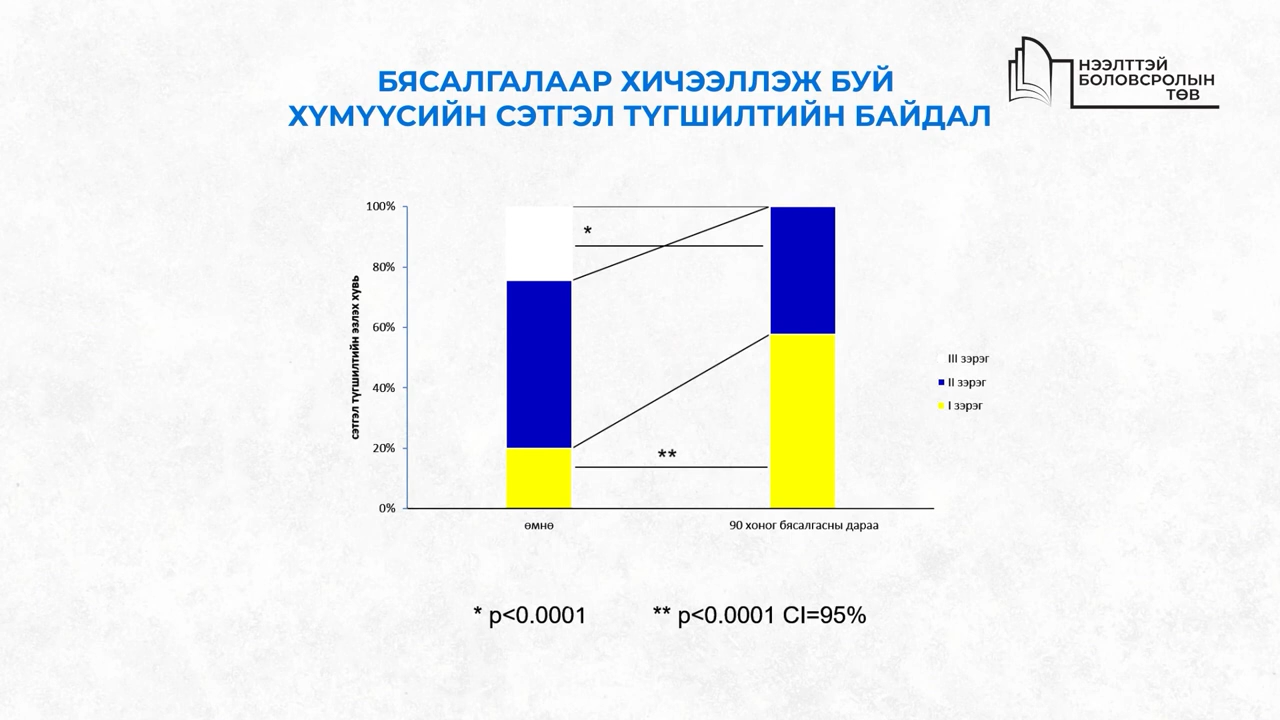 БЯСАЛГАЛААР ХИЧЭЭЛЛЭЖ БУЙ
ХҮМҮҮСИЙН СЭТГЭЛ ТҮГШИЛТИЙН БАЙДАЛ
НЭЭЛТТЭЙ
БОЛОВСРОЛЫН
ТӨВ
сэтгэл түгшилтийн эзлэх хувь
100%
80%
60%
40%
20%
0%
*
**
өмнө
90 хоног бясалгасны дараа
III зэрэг
II зэрэг
I зэрэг
* p<0.0001
** p<0.0001 CI=95%